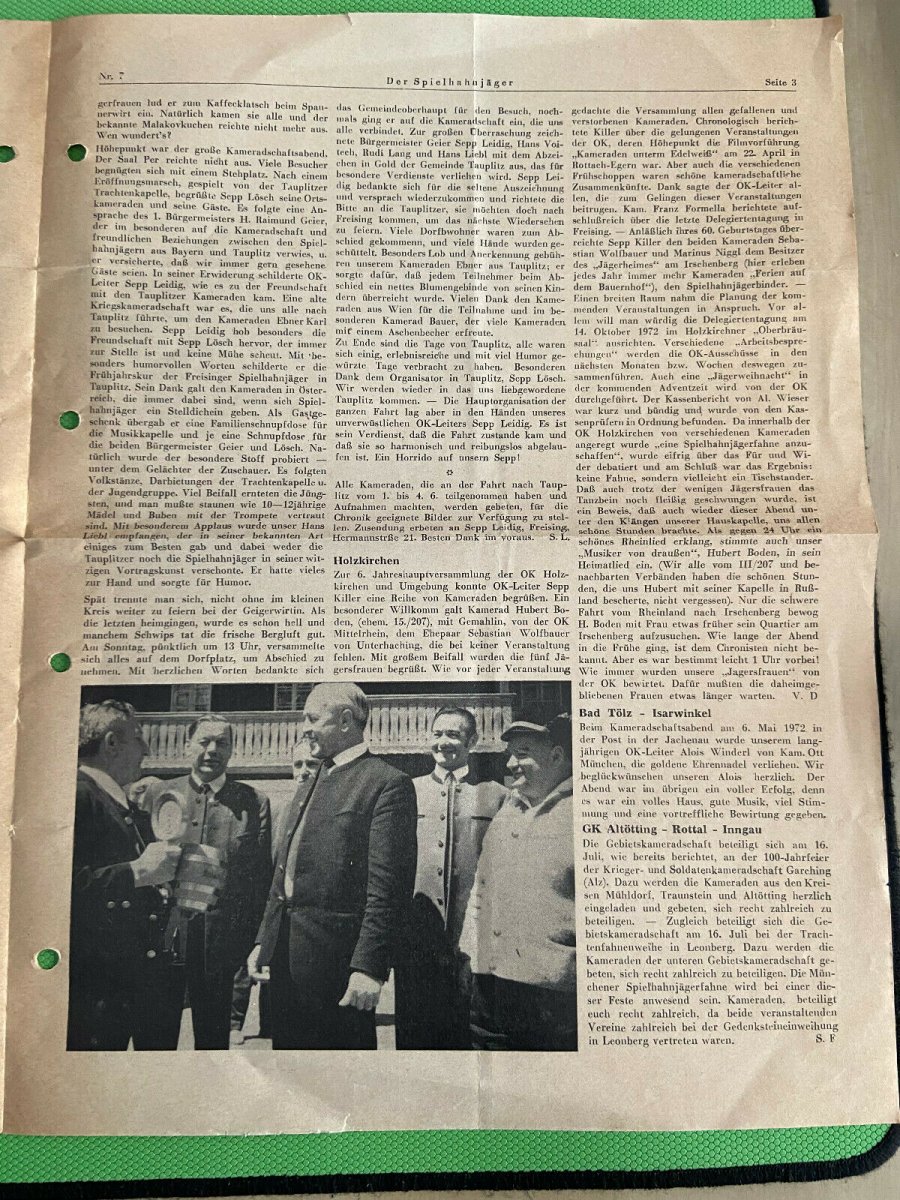 Nr. 7
Der Spielhahnjäger
Seite 3
gerfrauen lud er zum Kaffeeklatsch beim Span-
nerwirt ein. Natürlich kamen sie alle und der
bekannte Malakovkuchen reichte nicht mehr aus.
Wen wundert's?
Höhepunkt war der große Kameradschaftsabend.
Der Saal Per reichte nicht aus. Viele Besucher
begnügten sich mit einem Stehplatz. Nach einem
Eröffnungsmarsch, gespielt von der Tauplitzer
Trachtenkapelle, begrüßte Sepp Lösch seine Orts-
kameraden und seine Gäste. Es folgte eine An-
sprache des 1. Bürgermeisters H. Raimund Geier,
der im besonderen auf die Kameradschaft und
freundlichen Beziehungen zwischen den Spiel-
hahnjägern aus Bayern und Tauplitz verwies, u.
er versicherte, daß wir immer gern gesehene
Gäste seien. In seiner Erwiderung schilderte OK-
Leiter Sepp Leidig, wie es zu der Freundschaft
mit den Tauplitzer Kameraden kam. Eine alte
Kriegskameradschaft war es, die uns alle nach
Tauplitz führte, um den Kameraden Ebner Karl
zu besuchen. Sepp Leidig hob besonders die
Freundschaft mit Sepp Lösch hervor, der immer
zur Stelle ist und keine Mühe scheut. Mit be-
sonders humorvollen Worten schilderte er die
Frühjahrskur der Freisinger Spielhahnjäger in
Tauplitz. Sein Dank galt den Kameraden in Öster-
reich, die immer dabei sind, wenn sich Spiel-
hahnjäger ein Stelldichein geben. Als Gastge-
schenk übergab er eine Familienschnupfdose für
die Musikkapelle und je eine Schnupfdose für
die beiden Bürgermeister Geier und Lösch. Na-
türlich wurde der besondere Stoff probiert —
unter dem Gelächter der Zuschauer. Es folgten
Volkstänze, Darbietungen der Trachtenkapelle u.
der Jugendgruppe. Viel Beifall ernteten die Jüng-
sten, und man mußte staunen wie 10—12jährige
Mädel und Buben mit der Trompete vertraut
sind. Mit besonderem Applaus wurde unser Hans
Liebl empfangen, der in seiner bekannten Art
einiges zum Besten gab und dabei weder die
Tauplitzer noch die Spielhahnjäger in seiner wit-
zigen Vortragskunst verschonte. Er hatte vieles
zur Hand und sorgte für Humor.
Spät trennte man sich, nicht ohne im kleinen
Kreis weiter zu feiern bei der Geigerwirtin. Als
die letzten heimgingen, wurde es schon hell und
manchem Schwips tat die frische Bergluft gut.
Am Sonntag, pünktlich um 13 Uhr, versammelte
sich alles auf dem Dorfplatz, um Abschied zu
nehmen. Mit herzlichen Worten bedankte sich
das Gemeindeoberhaupt für den Besuch, noch-
mals ging er auf die Kameradschaft ein, die uns
alle verbindet. Zur großen Überraschung zeich-
nete Bürgermeister Geier Sepp Leidig, Hans Voi-
tsch, Rudi Lang und Hans Liebl mit dem Abzei-
chen in Gold der Gemeinde Tauplitz aus, das für
besondere Verdienste verliehen wird. Sepp Lei-
dig bedankte sich für die seltene Auszeichnung
und versprach wiederzukommen und richtete die
Bitte an die Tauplitzer, sie möchten doch nach
Freising kommen, um das nächste Wiedersehen
zu feiern. Viele Dorfbwohner waren zum Ab-
schied gekommen, und viele Hände wurden ge-
schüttelt. Besonders Lob und Anerkennung gebüh-
ren unserem Kameraden Ebner aus Tauplitz; er
sorgte dafür, daß jedem Teilnehmer beim Ab-
schied ein nettes Blumengebinde von seinen Kin-
dern überreicht wurde. Vielen Dank den Kame-
raden aus Wien für die Teilnahme und im be-
sonderen Kamerad Bauer, der viele Kameraden
mit einem Aschenbecher erfreute.
Zu Ende sind die Tage von Tauplitz, alle waren
sich einig, erlebnisreiche und mit viel Humor ge-
würzte Tage verbracht zu haben. Besonderen
Dank dem Organisator in Tauplitz, Sepp Lösch.
Wir werden wieder in das uns liebgewordene
Tauplitz kommen. — Die Hauptorganisation der
ganzen Fahrt lag aber in den Händen unseres
unverwüstlichen OK-Leiters Sepp Leidig. Es ist
sein Verdienst, daß die Fahrt zustande kam und
daß sie so harmonisch und reibungslos abgelau-
fen ist. Ein Horrido auf unsern Sepp!
Alle Kameraden, die an der Fahrt nach Taup-
litz vom 1. bis 4. 6. teilgenommen haben und
Aufnahmen machten, werden gebeten, für die
Chronik geeignete Bilder zur Verfügung zu stel-
len. Zusendung erbeten an Sepp Leidig, Freising,
Hermannstraße 21. Besten Dank im voraus. S. L.
Holzkirchen
Zur 6. Jahreshauptversammlung der OK Holz-
kirchen und Umgebung konnte OK-Leiter Sepp
Killer eine Reihe von Kameraden begrüßen. Ein
besonderer Willkomm galt Kamerad Hubert Bo-
den, (ehem. 15./207), mit Gemahlin, von der OK
Mittelrhein, dem Ehepaar Sebastian Wolfbauer
von Unterhaching, die bei keiner Veranstaltung
fehlen. Mit großem Beifall wurden die fünf Jä-
gersfrauen begrüßt. Wie vor jeder Veranstaltung
gedachte die Versammlung allen gefallenen und
verstorbenen Kameraden. Chronologisch berich-
tete Killer über die gelungenen Veranstaltungen
der OK, deren Höhepunkt die Filmvorführung
„Kameraden unterm Edelweiß“ am 22. April in
Rottach-Egern war. Aber auch die verschiedenen
Frühschoppen waren schöne kameradschaftliche
Zusammenkünfte. Dank sagte der OK-Leiter al-
len, die zum Gelingen dieser Veranstaltungen
beitrugen. Kam. Franz Formella berichtete auf-
schlußreich über die letzte Delegiertentagung in
Freising. — Anläßlich ihres 60. Geburtstages über-
reichte Sepp Killer den beiden Kameraden Seba-
stian Wolfbauer und Marinus Niggl dem Besitzer
des „Jägerheimes“ am Irschenberg (hier erleben
jedes Jahr immer mehr Kameraden „Ferien auf
dem Bauernhof“), den Spielhahnjägerbinder. —
Einen breiten Raum nahm die Planung der kom-
menden Veranstaltungen in Anspruch. Vor al-
lem will man würdig die Delegiertentagung am
14. Oktober 1972 im Holzkirchner „Oberbräu-
saal“ ausrichten. Verschiedene „Arbeitsbespre-
chungen“ werden die OK-Ausschüsse in den
nächsten Monaten bzw. Wochen deswegen zu-
sammenführen. Auch eine „Jägerweihnacht“ in
der kommenden Adventzeit wird von der OK
durchgeführt. Der Kassenbericht von Al. Wieser
war kurz und bündig und wurde von den Kas-
senprüfern in Ordnung befunden. Da innerhalb der
OK Holzkirchen von verschiedenen Kameraden
angeregt wurde „eine Spielhahnjägerfahne anzu-
schaffen“, wurde eifrig über das Für und Wi-
der debatiert und am Schluß war das Ergebnis:
keine Fahne, sondern vielleicht ein Tischstander.
Daß auch trotz der wenigen Jägersfrauen das
Tanzbein noch fleißig geschwungen wurde, ist
ein Beweis, daß auch wieder dieser Abend un-
ter den Klängen unserer Hauskapelle, uns allen
schöne Stunden brachte. Als gegen 24 Uhr ein
schönes Rheinlied erklang, stimmte auch unser
„Musiker von draußen“, Hubert Boden, in sein
Heimatlied ein. (Wir alle vom III/207 und be-
nachbarten Verbänden haben die schönen Stun-
den, die uns Hubert mit seiner Kapelle in Ruß-
land bescherte, nicht vergessen). Nur die schwere
Fahrt vom Rheinland nach Irschenberg bewog
H. Boden mit Frau etwas früher sein Quartier am
Irschenberg aufzusuchen. Wie lange der Abend
in die Frühe ging, ist dem Chronisten nicht be-
kannt. Aber es war bestimmt leicht 1 Uhr vorbei!
Wie immer wurden unsere „Jagersfrauen“ von
der OK bewirtet. Dafür mußten die daheimge-
bliebenen Frauen etwas länger warten. V. D
Bad Tölz - Isarwinkel
Beim Kameradschaftsabend am 6. Mai 1972 in
der Post in der Jachenau wurde unserem lang-
jährigen OK-Leiter Alois Winderl von Kam. Ott
München, die goldene Ehrennadel verliehen. Wir
beglückwünschen unseren Alois herzlich. Der
Abend war im übrigen ein voller Erfolg, denn
es war ein volles Haus, gute Musik, viel Stim-
mung und eine vortreffliche Bewirtung gegeben.
GK Altötting - Rottal - Inngau
Die Gebietskameradschaft beteiligt sich am 16.
Juli, wie bereits berichtet, an der 100-Jahrfeier
der Krieger- und Soldatenkameradschaft Garching
(Alz). Dazu werden die Kameraden aus den Krei-
sen Mühldorf, Traunstein und Altötting herzlich
eingeladen und gebeten, sich recht zahlreich zu
beteiligen. — Zugleich beteiligt sich die Ge-
bietskameradschaft am 16. Juli bei der Trach-
tenfahnenweihe in Leonberg. Dazu werden die
Kameraden der unteren Gebietskameradschaft ge-
beten, sich recht zahlreich zu beteiligen. Die Mün-
chener Spielhahnjägerfahne wird bei einer die-
ser Feste anwesend sein. Kameraden, beteiligt
euch recht zahlreich, da beide veranstaltenden
Vereine zahlreich bei der Gedenksteineinweihung
in Leonberg vertreten waren. S. F